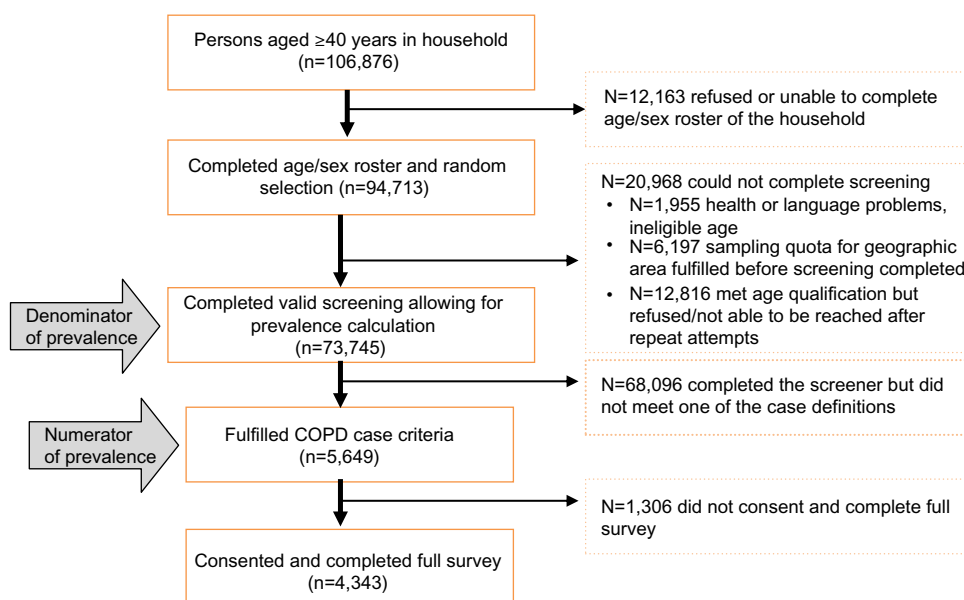 Persons aged ≥40 years in household
(n=106,876)
N=12,163 refused or unable to complete
age/sex roster of the household
Completed age/sex roster and random
selection (n=94,713)
N=20,968 could not complete screening
• N=1,955 health or language problems,
ineligible age
• N=6,197 sampling quota for geographic
area fulfilled before screening completed
• N=12,816 met age qualification but
refused/not able to be reached after
repeat attempts
Denominator
of prevalence
Completed valid screening allowing for
prevalence calculation
(n=73,745)
N=68,096 completed the screener but did
not meet one of the case definitions
Numerator
of prevalence
Fulfilled COPD case criteria
(n=5,649)
N=1,306 did not consent and complete full
survey
Consented and completed full survey
(n=4,343)